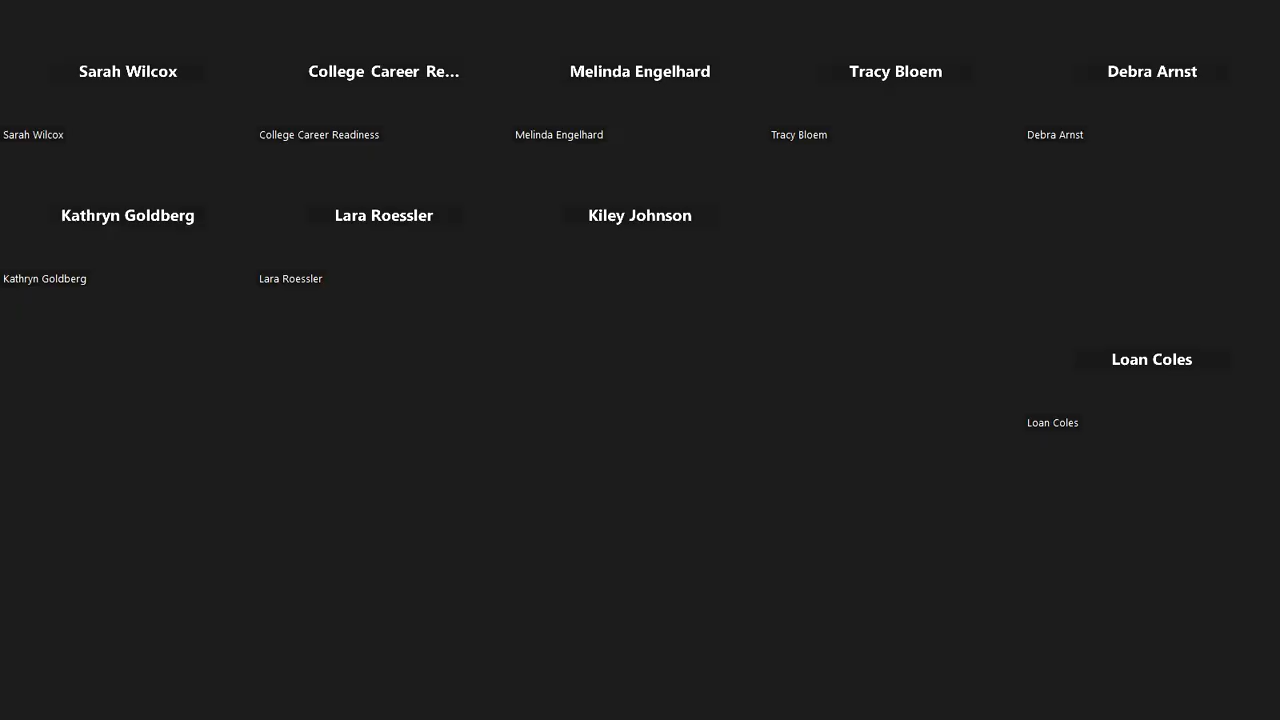 Sarah Wilcox
College Career Re...
Melinda Engelhard
Tracy Bloem
Debra Arnst
Sarah Wilcox
College Career Readiness
Melinda Engelhard
Tracy Bloem
Debra Arnst
Kathryn Goldberg
Lara Roessler
Kiley Johnson
Kathryn Goldberg
Lara Roessler
Loan Coles
Loan Coles